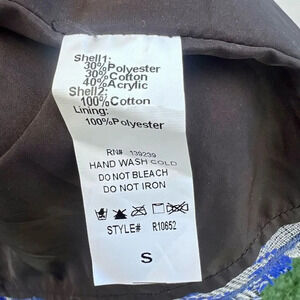 Shell1:
30%Polyester
30%Cotton
40%Acrylic
Shell2:
100%Cotton
Lining:
100%Polyester
RN# 139239
HAND WASH COLD
DO NOT BLEACH
DO NOT IRON
STYLE# R10652
S